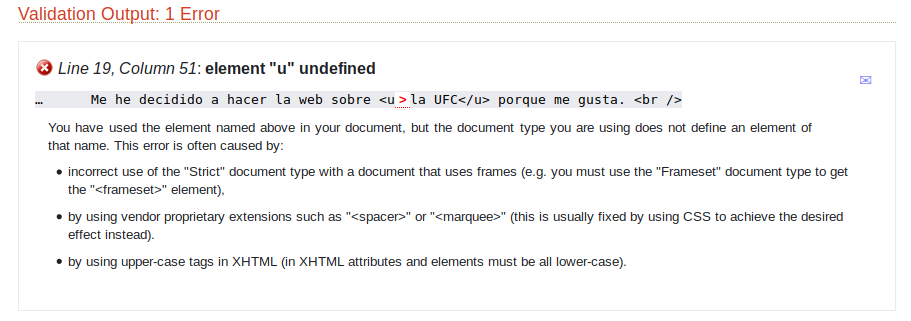 Validation Output: 1 Error
Line 19, Column 51: element "u" undefined
… Me he decidido a hacer la web sobre <u>la UFC</u> porque me gusta. <br />
You have used the element named above in your document, but the document type you are using does not define an element of
that name. This error is often caused by:
• incorrect use of the "Strict" document type with a document that uses frames (e.g. you must use the "Frameset" document type to get
the "<frameset>" element),
• by using vendor proprietary extensions such as "<spacer>" or "<marquee>" (this is usually fixed by using CSS to achieve the desired
effect instead).
• by using upper-case tags in XHTML (in XHTML attributes and elements must be all lower-case).